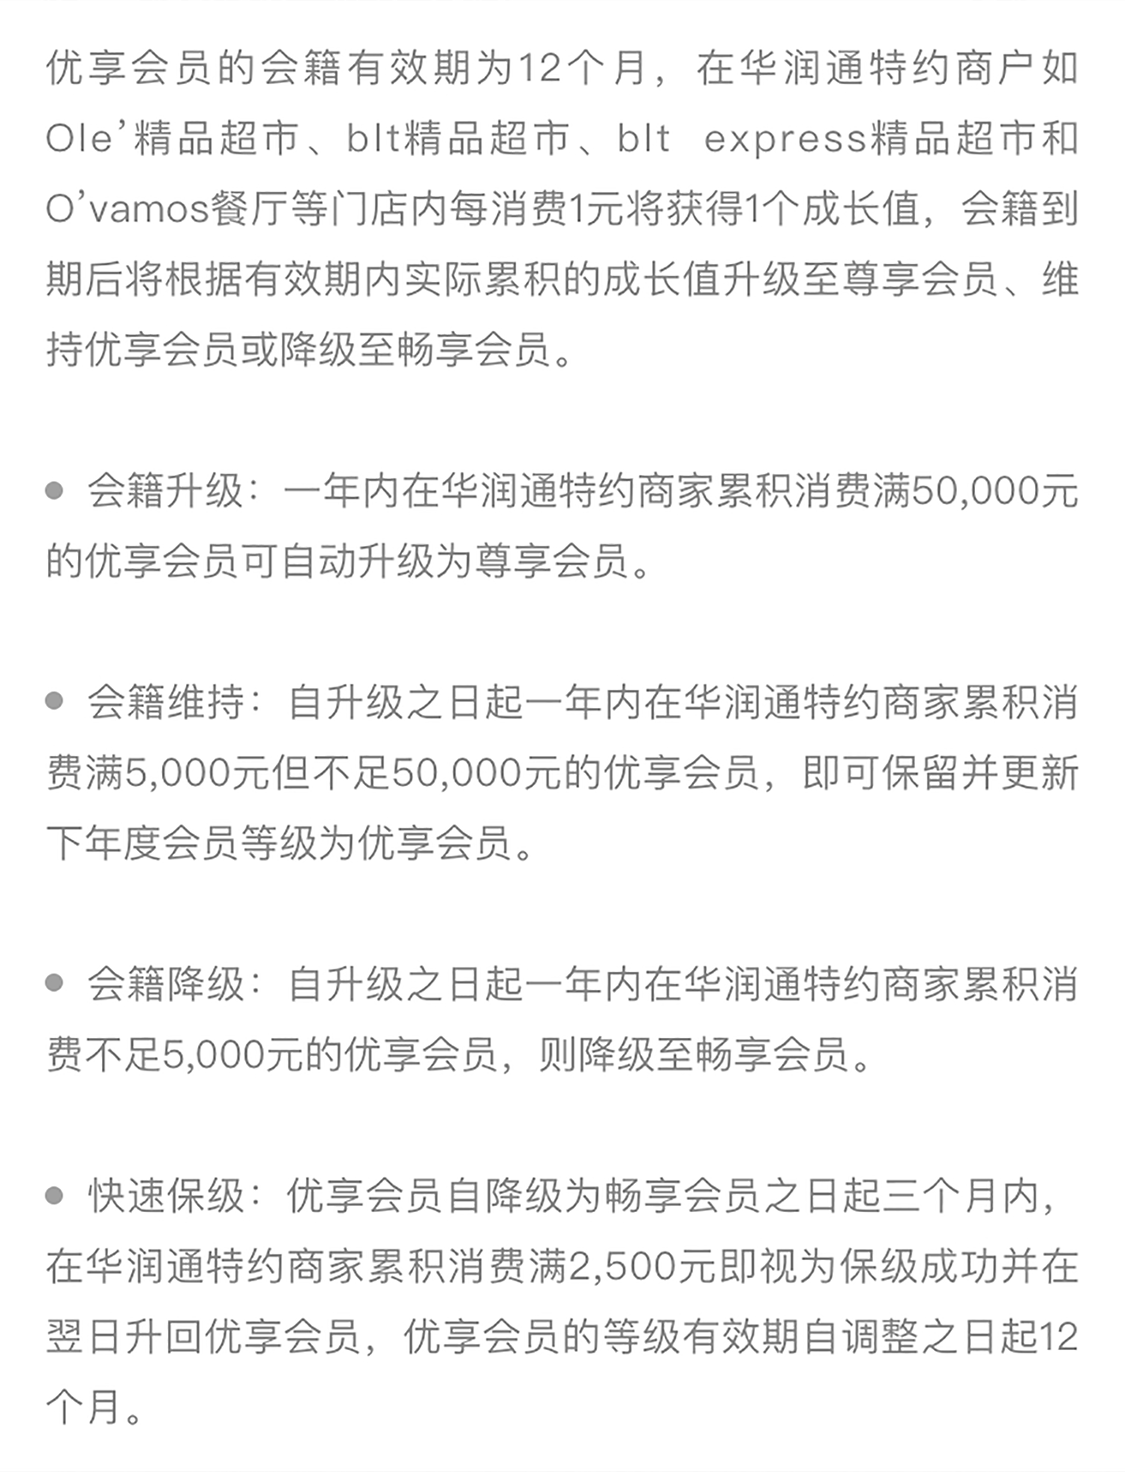 优享会员的会籍有效期为12个月，在华润通特约商户如
Ole’精品超市、blt精品超市、blt express精品超市和
O’vamos餐厅等门店内每消费1元将获得1个成长值，会籍到
期后将根据有效期内实际累积的成长值升级至尊享会员、维
持优享会员或降级至畅享会员。
● 会籍升级：一年内在华润通特约商家累积消费满50,000元
的优享会员可自动升级为尊享会员。
● 会籍维持：自升级之日起一年内在华润通特约商家累积消
费满5,000元但不足50,000元的优享会员，即可保留并更新
下年度会员等级为优享会员。
● 会籍降级：自升级之日起一年内在华润通特约商家累积消
费不足5,000元的优享会员，则降级至畅享会员。
● 快速保级：优享会员自降级为畅享会员之日起三个月内，
在华润通特约商家累积消费满2,500元即视为保级成功并在
翌日升回优享会员，优享会员的等级有效期自调整之日起12
个月。